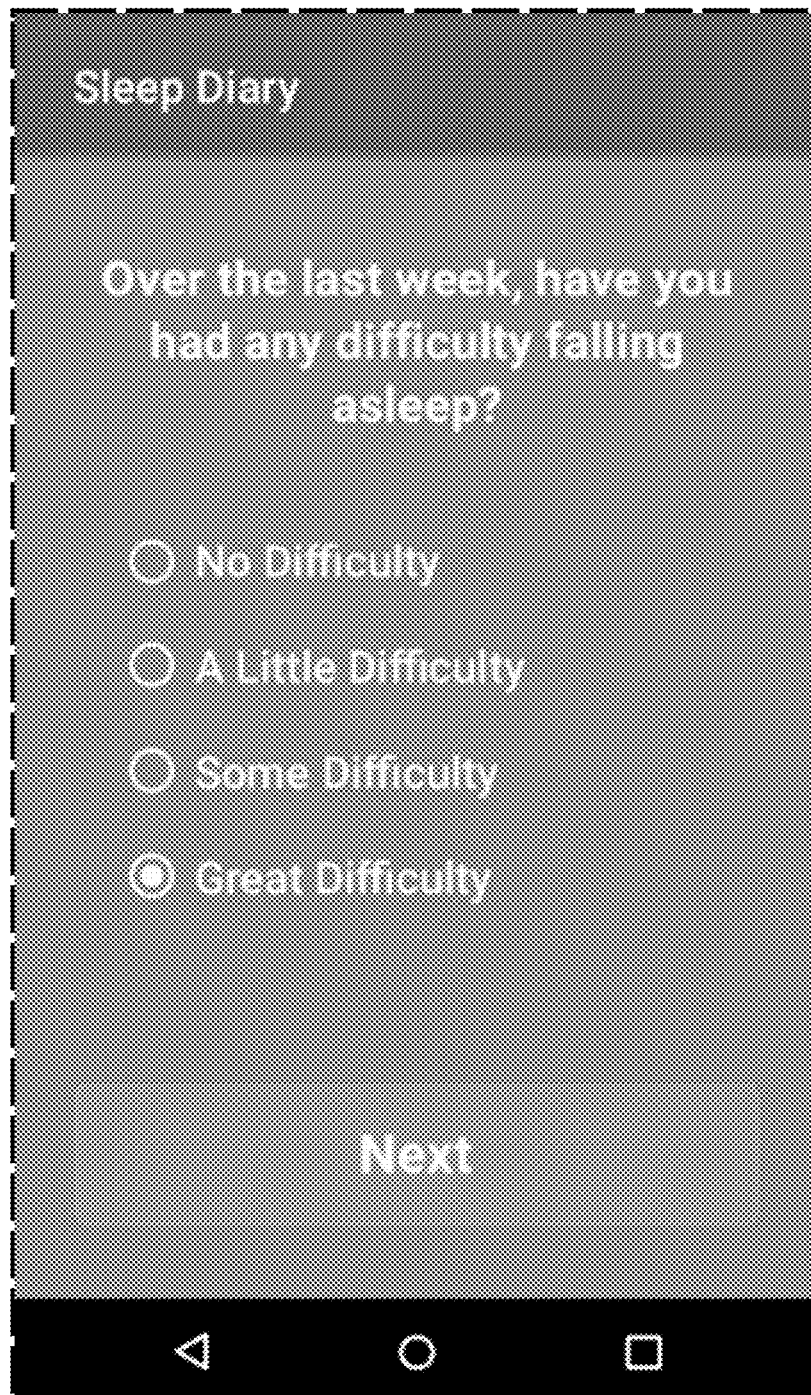 Sleep Diary
Over the last week, have you
had any difficulty falling
asleep?
No Difficulty
A Little Difficulty
Some Difficulty
Great Difficulty
Next